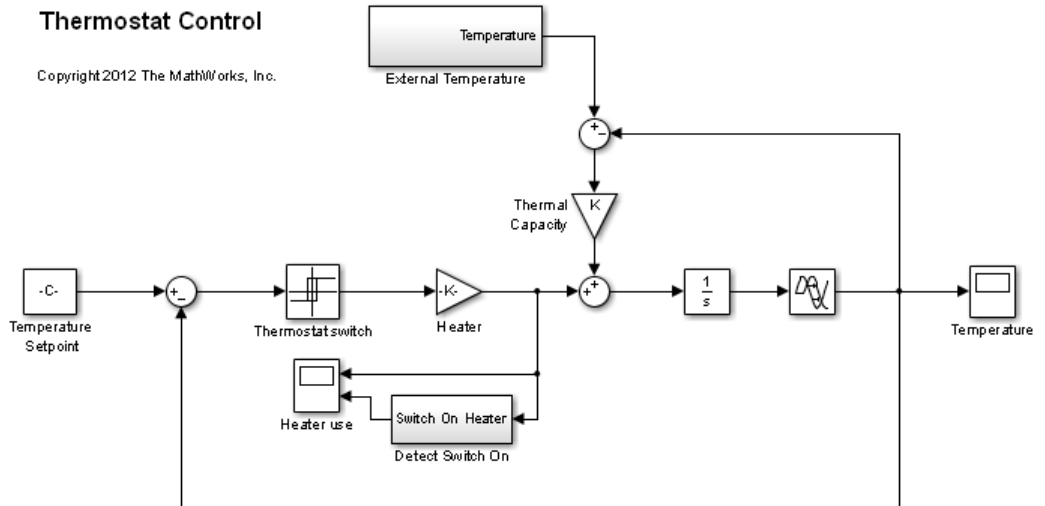 Thermostat Control
Copyright 2012 The MathWorks, Inc.
Temperature
External Temperature
+
-
Thermal
Capacity
K
-C-
Temperature
Setpoint
+
-
Thermostat switch
-K-
Heater
+
+
1
s
Temperature
Heater use
Switch On Heater
Detect Switch On